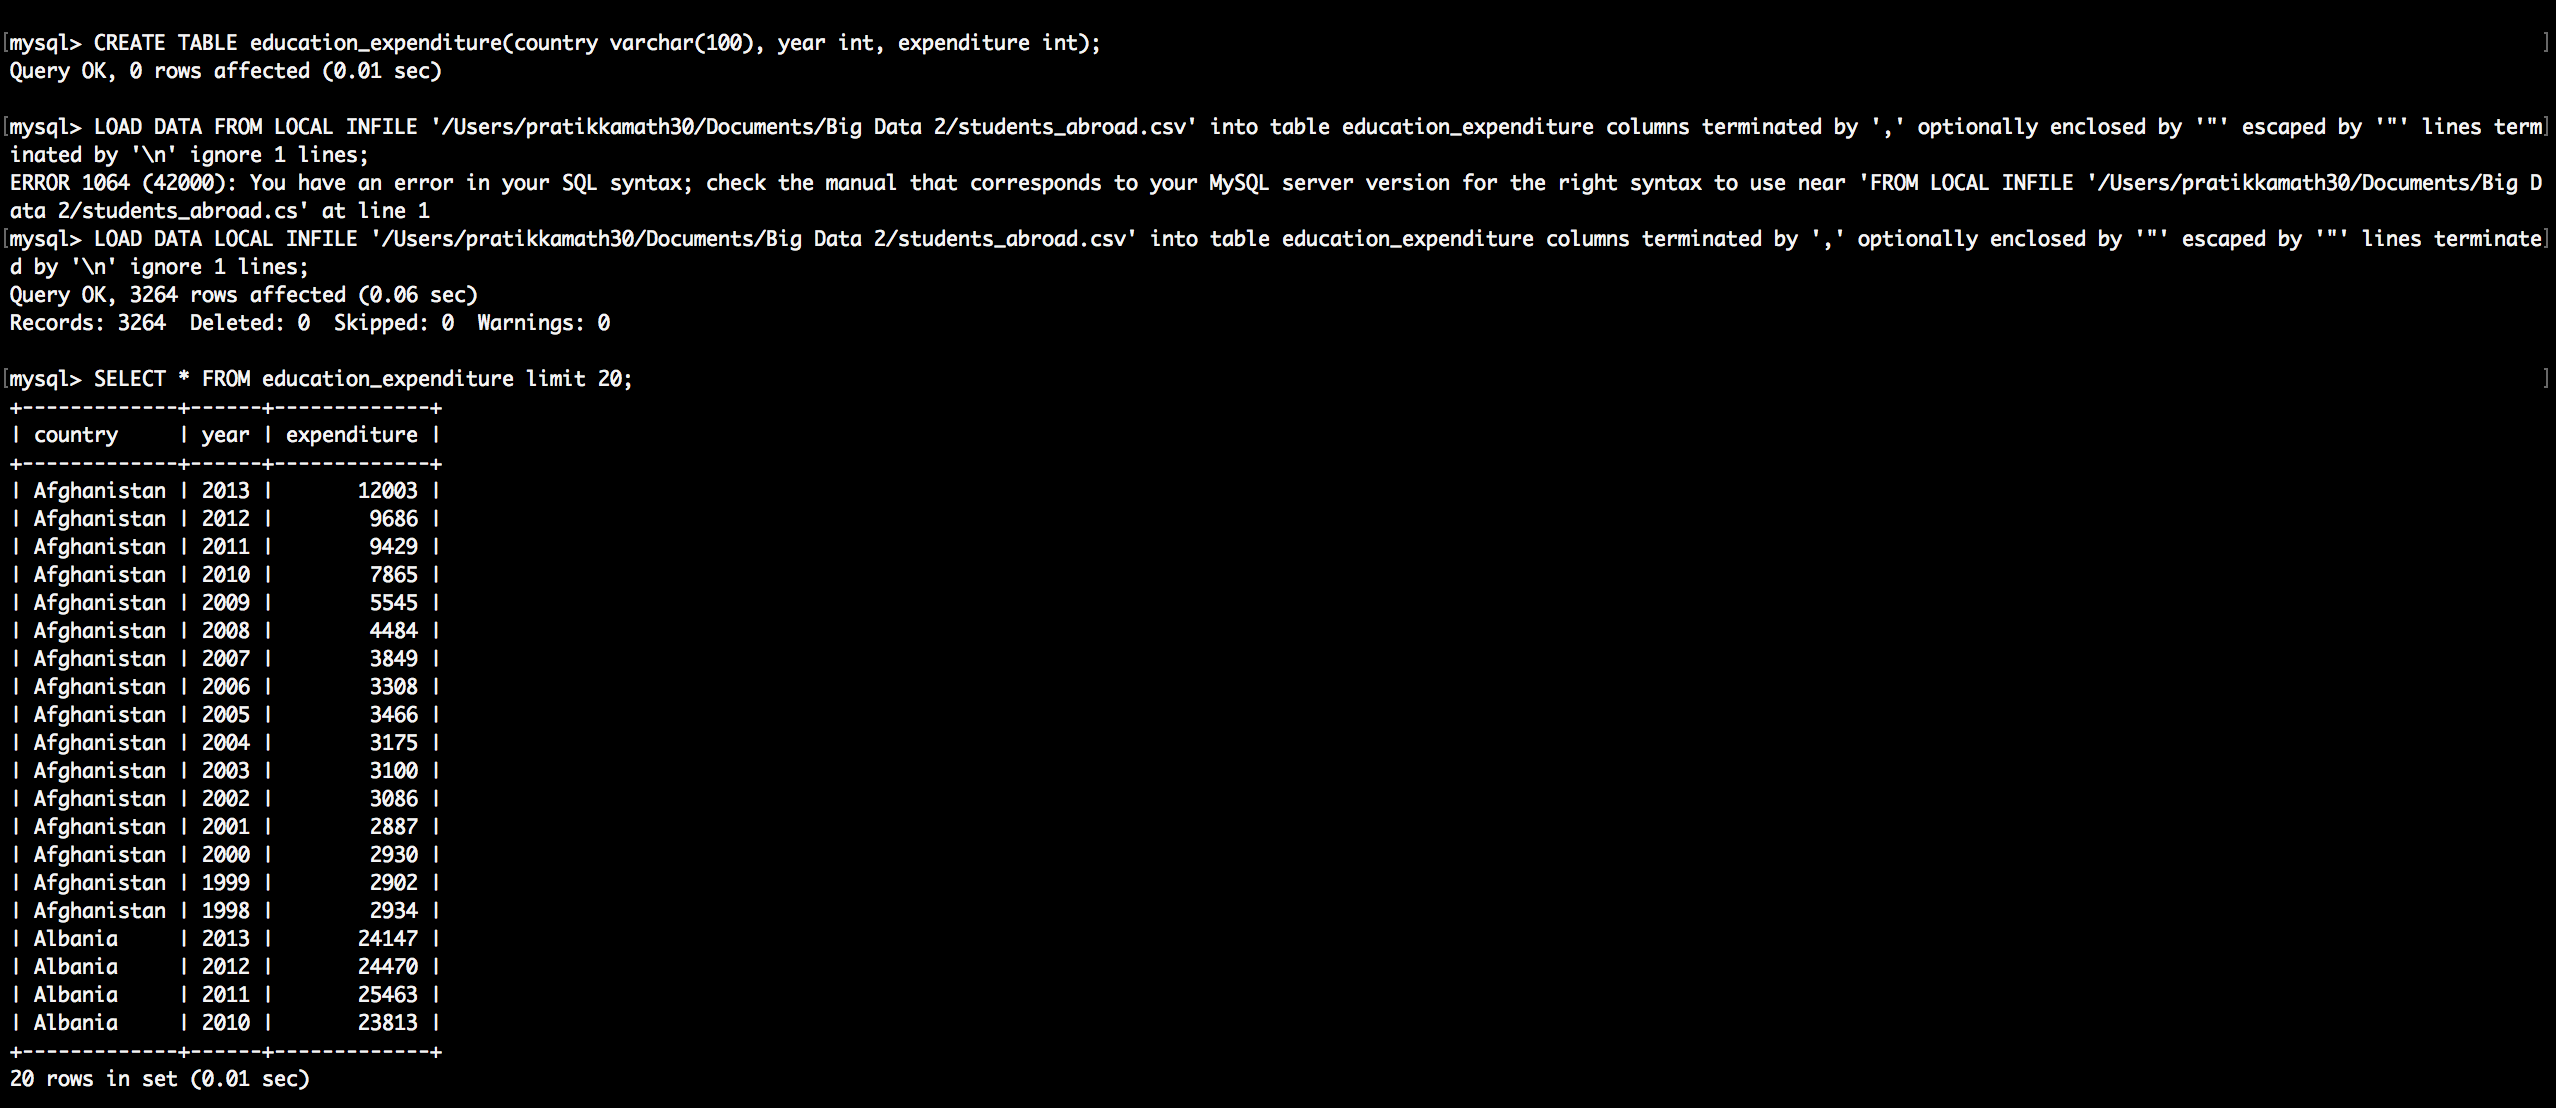 [mysql> CREATE TABLE education_expenditure(country varchar(100), year int, expenditure int); ]
Query OK, 0 rows affected (0.01 sec)
[mysql> LOAD DATA FROM LOCAL INFILE '/Users/pratikkamath30/Documents/Big Data 2/students_abroad.csv' into table education_expenditure columns terminated by ',' optionally enclosed by '"' escaped by '"' lines term]
inated by '\n' ignore 1 lines;
ERROR 1064 (42000): You have an error in your SQL syntax; check the manual that corresponds to your MySQL server version for the right syntax to use near 'FROM LOCAL INFILE '/Users/pratikkamath30/Documents/Big D
ata 2/students_abroad.cs' at line 1
[mysql> LOAD DATA LOCAL INFILE '/Users/pratikkamath30/Documents/Big Data 2/students_abroad.csv' into table education_expenditure columns terminated by ',' optionally enclosed by '"' escaped by '"' lines terminate]
d by '\n' ignore 1 lines;
Query OK, 3264 rows affected (0.06 sec)
Records: 3264  Deleted: 0  Skipped: 0  Warnings: 0
[mysql> SELECT * FROM education_expenditure limit 20; ]
+-------------+------+-------------+
| country     | year | expenditure |
+-------------+------+-------------+
| Afghanistan | 2013 |       12003 |
| Afghanistan | 2012 |        9686 |
| Afghanistan | 2011 |        9429 |
| Afghanistan | 2010 |        7865 |
| Afghanistan | 2009 |        5545 |
| Afghanistan | 2008 |        4484 |
| Afghanistan | 2007 |        3849 |
| Afghanistan | 2006 |        3308 |
| Afghanistan | 2005 |        3466 |
| Afghanistan | 2004 |        3175 |
| Afghanistan | 2003 |        3100 |
| Afghanistan | 2002 |        3086 |
| Afghanistan | 2001 |        2887 |
| Afghanistan | 2000 |        2930 |
| Afghanistan | 1999 |        2902 |
| Afghanistan | 1998 |        2934 |
| Albania     | 2013 |       24147 |
| Albania     | 2012 |       24470 |
| Albania     | 2011 |       25463 |
| Albania     | 2010 |       23813 |
+-------------+------+-------------+
20 rows in set (0.01 sec)